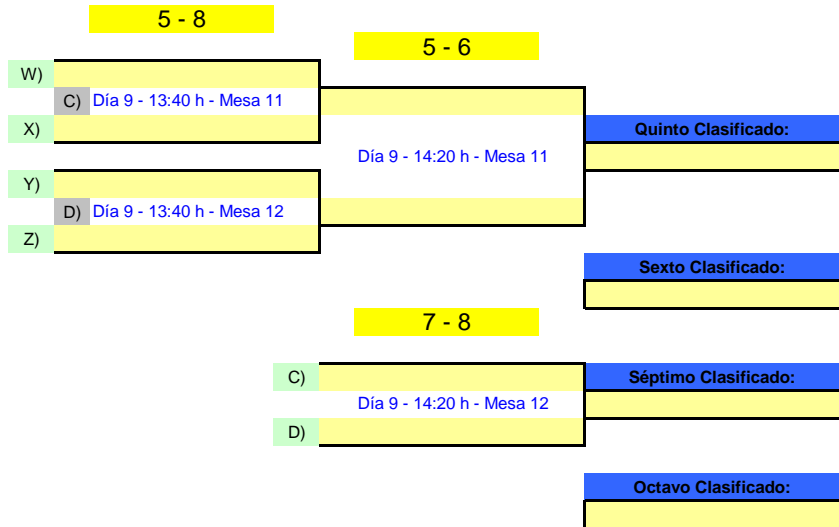 5 - 8
5 - 6
W)
C) Día 9 - 13:40 h - Mesa 11
X)
Quinto Clasificado:
Día 9 - 14:20 h - Mesa 11
Y)
D) Día 9 - 13:40 h - Mesa 12
Z)
Sexto Clasificado:
7 - 8
C)
Séptimo Clasificado:
Día 9 - 14:20 h - Mesa 12
D)
Octavo Clasificado: